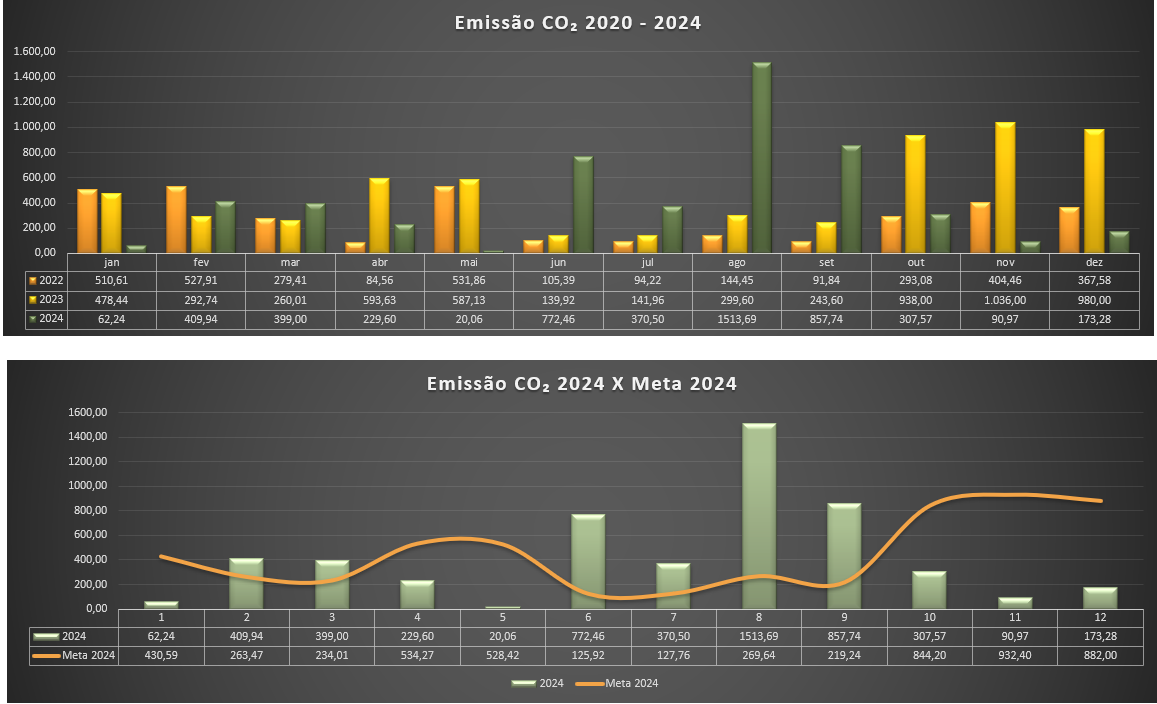 Emissão CO₂ 2020 - 2024
1.600,00
1.400,00
1.200,00
1.000,00
800,00
600,00
400,00
200,00
0,00
jan fev mar abr mai jun jul ago set out nov dez
2022 510,61 527,91 279,41 84,56 531,86 105,39 94,22 144,45 91,84 293,08 404,46 367,58
2023 478,44 292,74 260,01 593,63 587,13 139,92 141,96 299,60 243,60 938,00 1.036,00 980,00
2024 62,24 409,94 399,00 229,60 20,06 772,46 370,50 1513,69 857,74 307,57 90,97 173,28
Emissão CO₂ 2024 X Meta 2024
1600,00
1400,00
1200,00
1000,00
800,00
600,00
400,00
200,00
0,00
1 2 3 4 5 6 7 8 9 10 11 12
2024 62,24 409,94 399,00 229,60 20,06 772,46 370,50 1513,69 857,74 307,57 90,97 173,28
Meta 2024 430,59 263,47 234,01 534,27 528,42 125,92 127,76 269,64 219,24 844,20 932,40 882,00
2024 Meta 2024